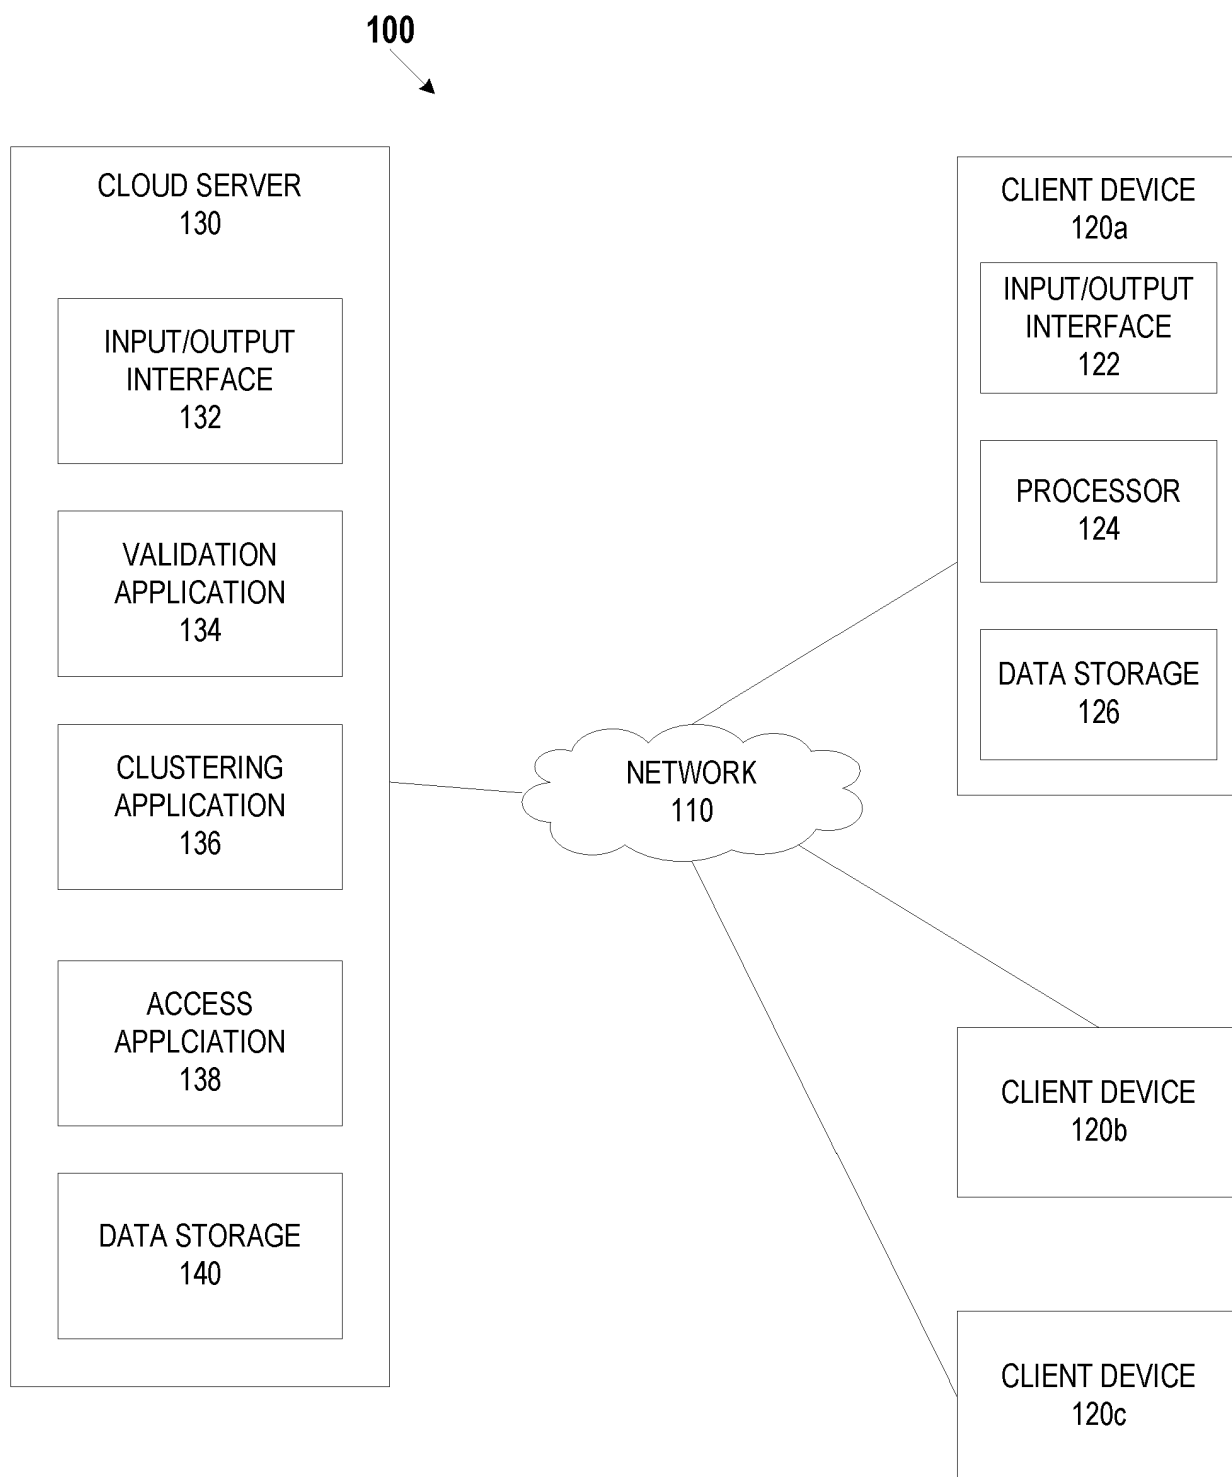 100
CLOUD SERVER
130
INPUT/OUTPUT
INTERFACE
132
VALIDATION
APPLICATION
134
CLUSTERING
APPLICATION
136
ACCESS
APPLCIATION
138
DATA STORAGE
140
NETWORK
110
CLIENT DEVICE
120a
INPUT/OUTPUT
INTERFACE
122
PROCESSOR
124
DATA STORAGE
126
CLIENT DEVICE
120b
CLIENT DEVICE
120c